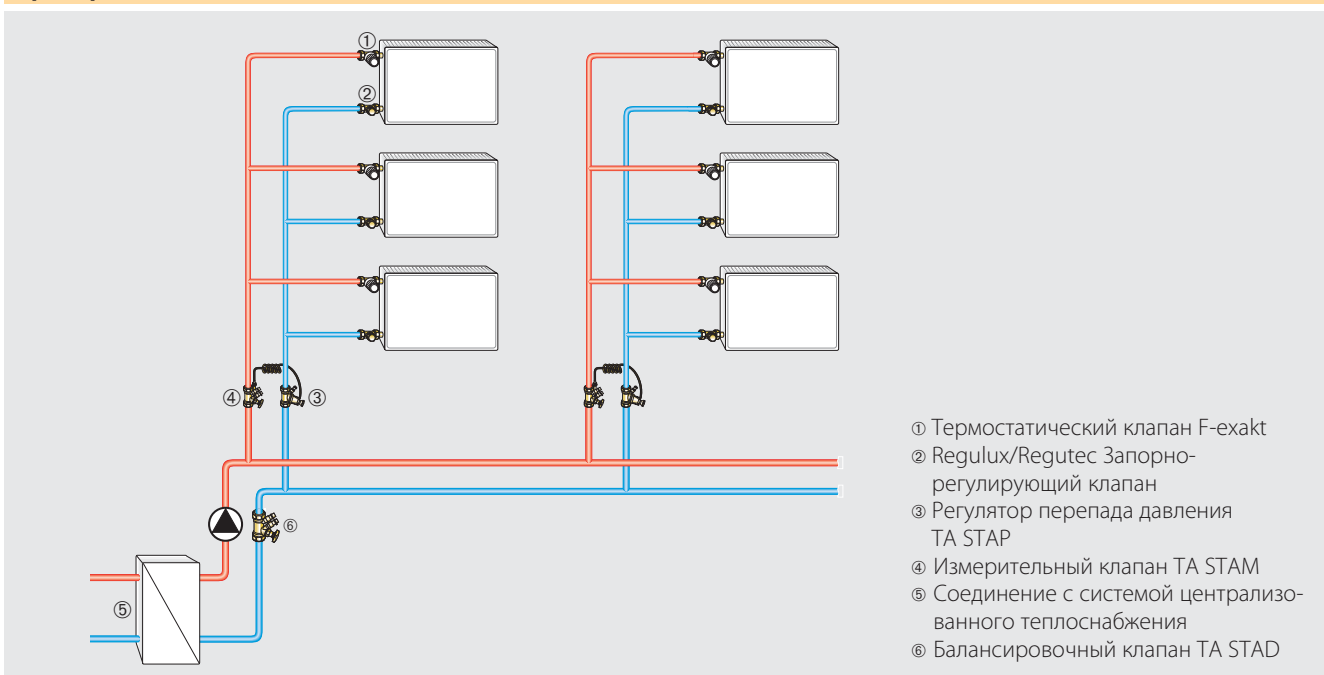 ①
②
④
③
⑥
⑤
① Термостатический клапан F-exakt
② Regulux/Regutec Запорно-
регулирующий клапан
③ Регулятор перепада давления
TA STAP
④ Измерительный клапан TA STAM
⑤ Соединение с системой централизо-
ванного теплоснабжения
⑥ Балансировочный клапан TA STAD